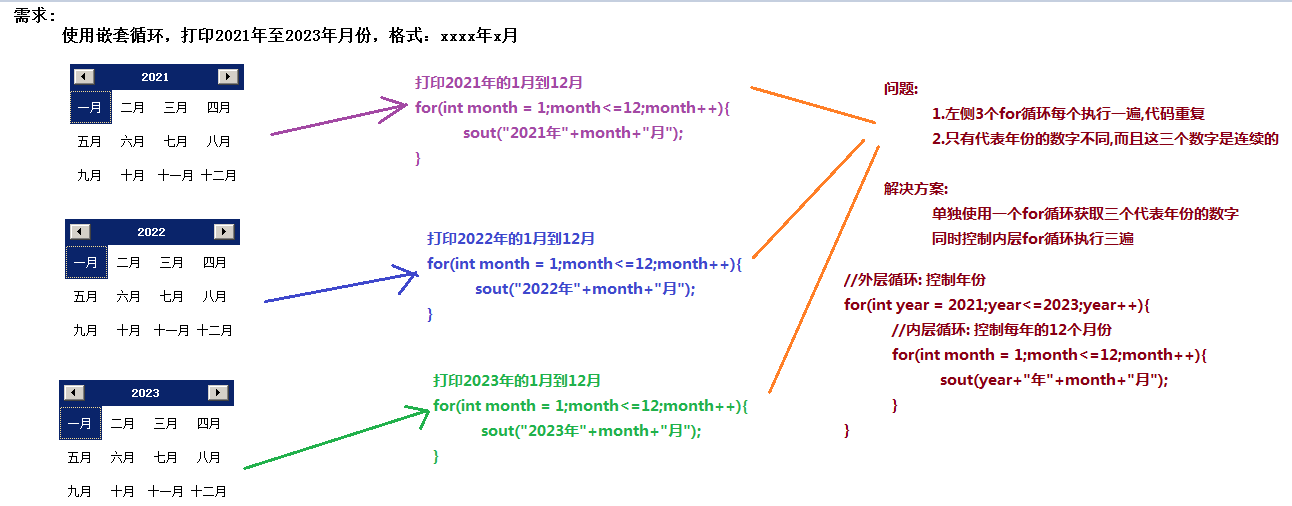 需求:
使用嵌套循环，打印2021年至2023年月份，格式：xxxx年x月
2021
一月 二月 三月 四月
五月 六月 七月 八月
九月 十月 十一月 十二月
打印2021年的1月到12月
for(int month = 1;month<=12;month++){
sout("2021年"+month+"月");
}
2022
一月 二月 三月 四月
五月 六月 七月 八月
九月 十月 十一月 十二月
打印2022年的1月到12月
for(int month = 1;month<=12;month++){
sout("2022年"+month+"月");
}
2023
一月 二月 三月 四月
五月 六月 七月 八月
九月 十月 十一月 十二月
打印2023年的1月到12月
for(int month = 1;month<=12;month++){
sout("2023年"+month+"月");
}
问题:
1.左侧3个for循环每个执行一遍,代码重复
2.只有代表年份的数字不同,而且这三个数字是连续的
解决方案:
单独使用一个for循环获取三个代表年份的数字
同时控制内层for循环执行三遍
//外层循环: 控制年份
for(int year = 2021;year<=2023;year++){
//内层循环: 控制每年的12个月份
for(int month = 1;month<=12;month++){
sout(year+"年"+month+"月");
}
}